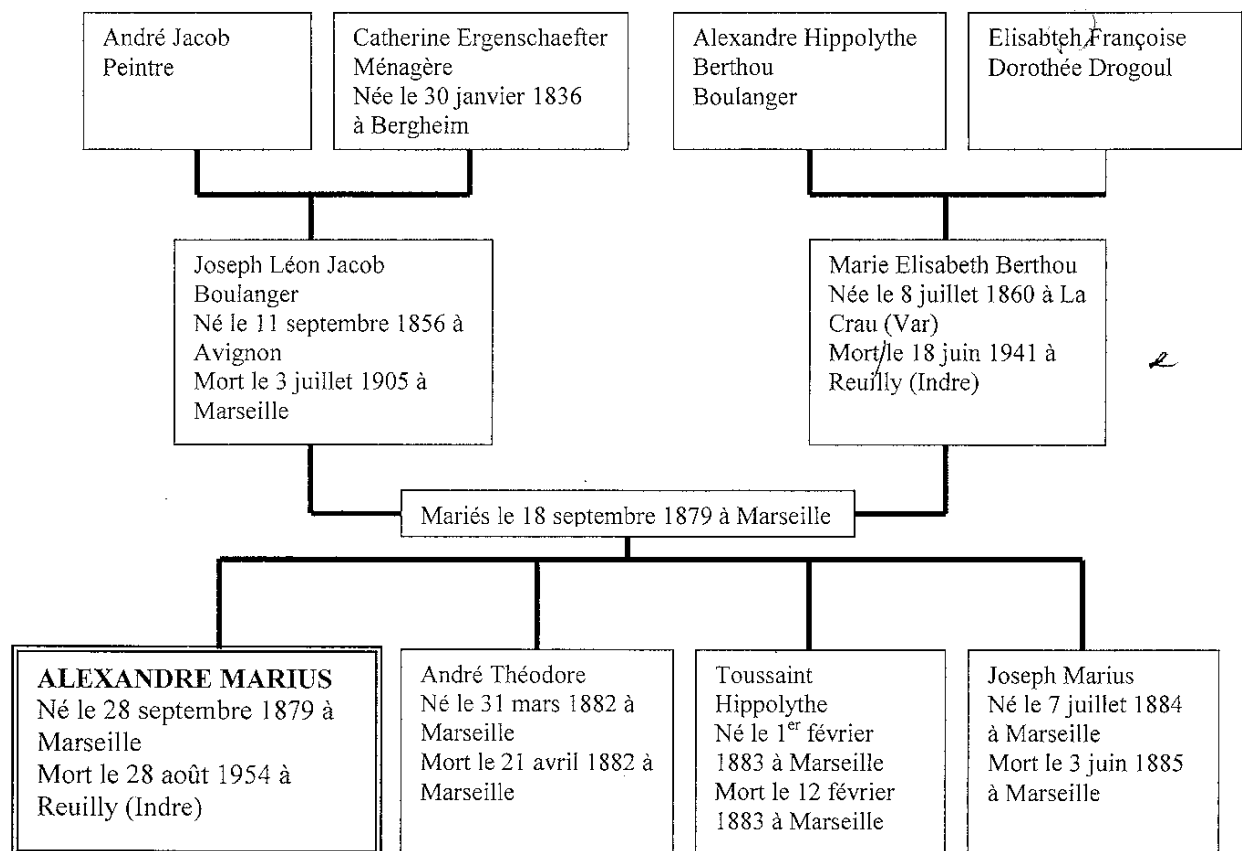 André Jacob
Peintre
Catherine Ergenschaefter
Ménagère
Née le 30 janvier 1836
à Bergheim
Alexandre Hippolythe
Berthou
Boulanger
Elisabteh Françoise
Dorothée Drogoul
Joseph Léon Jacob
Boulanger
Né le 11 septembre 1856 à
Avignon
Mort le 3 juillet 1905 à
Marseille
Marie Elisabeth Berthou
Née le 8 juillet 1860 à La
Crau (Var)
Mort le 18 juin 1941 à
Reuilly (Indre)
e
Mariés le 18 septembre 1879 à Marseille
ALEXANDRE MARIUS
Né le 28 septembre 1879 à
Marseille
Mort le 28 août 1954 à
Reuilly (Indre)
André Théodore
Né le 31 mars 1882 à
Marseille
Mort le 21 avril 1882 à
Marseille
Toussaint
Hippolythe
Né le 1er février
1883 à Marseille
Mort le 12 février
1883 à Marseille
Joseph Marius
Né le 7 juillet 1884
à Marseille
Mort le 3 juin 1885
à Marseille